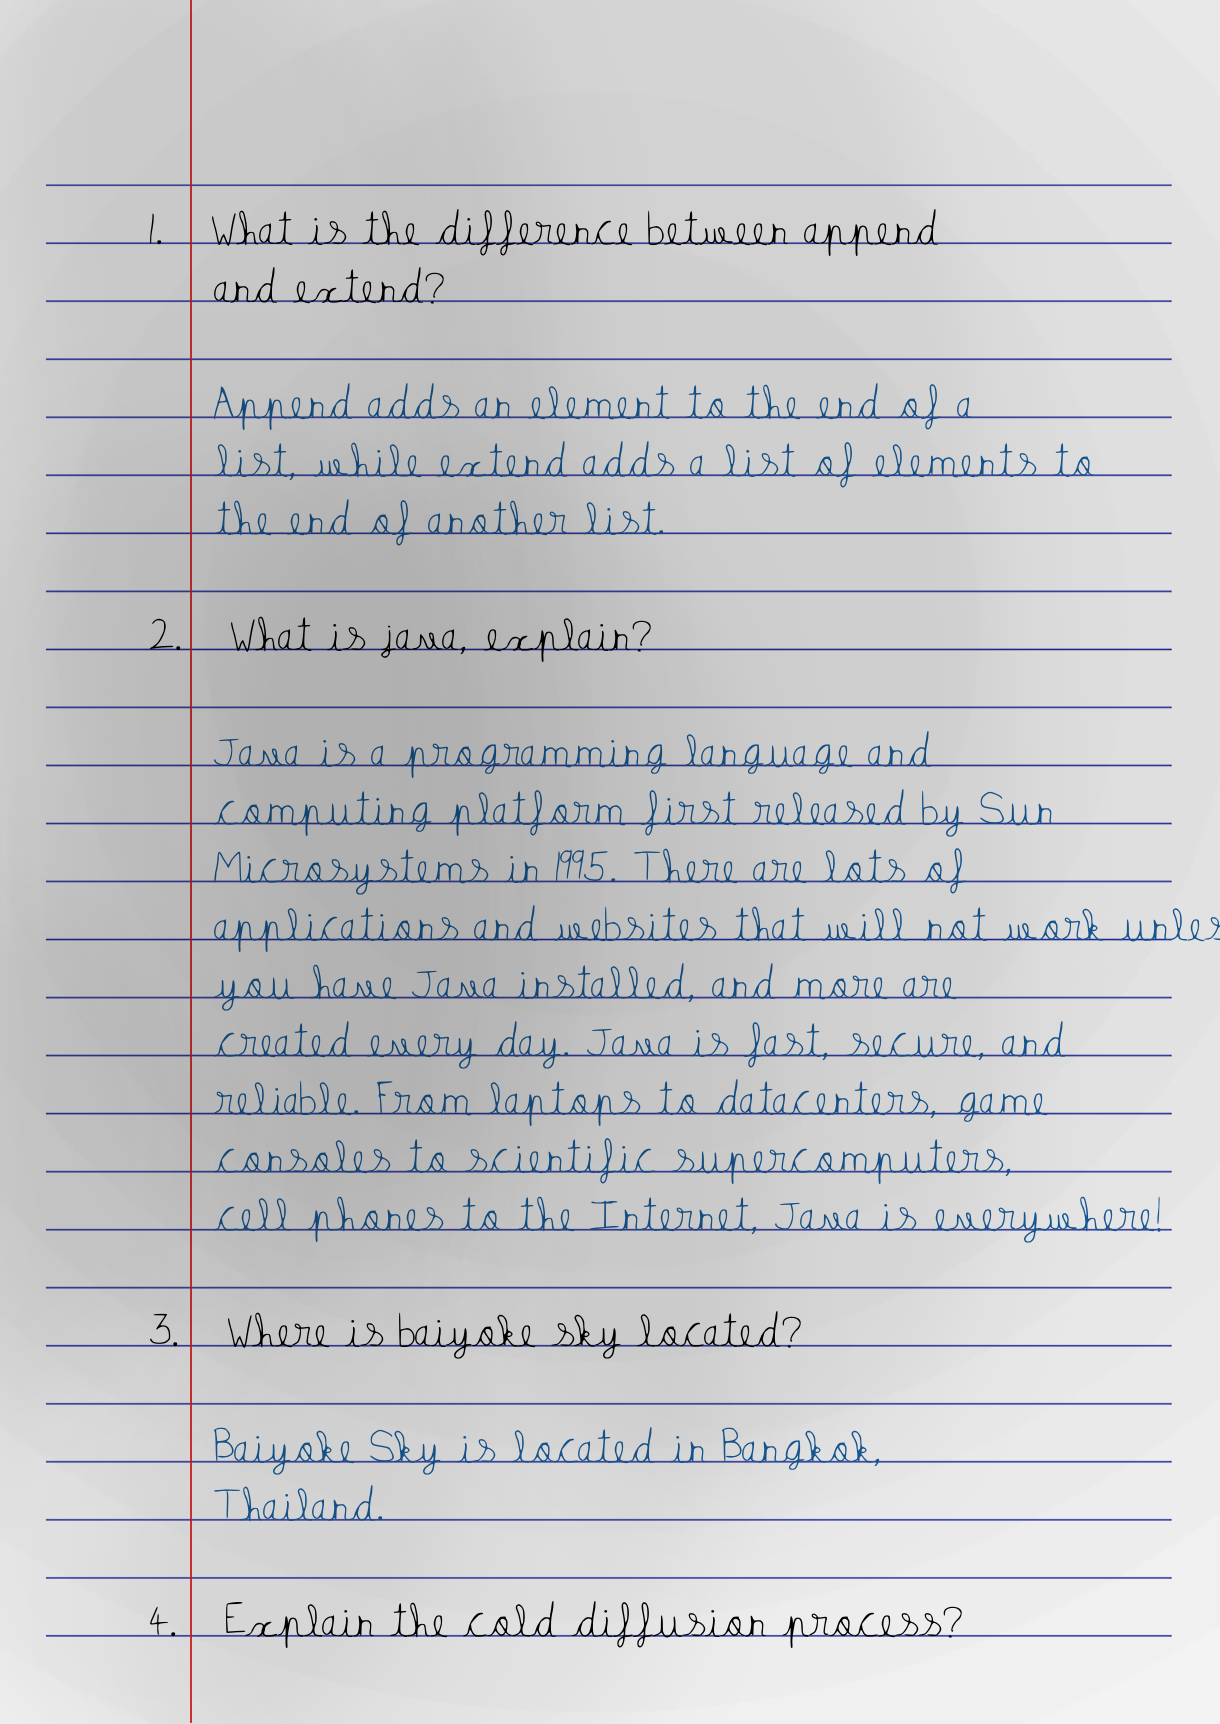 1. What is the difference between append
and extend?
Append adds an element to the end of a
list, while extend adds a list of elements to
the end of another list.
2. What is java, explain?
Java is a programming language and
computing platform first released by Sun
Microsystems in 1995. There are lots of
applications and websites that will not work unles
you have Java installed, and more are
created every day. Java is fast, secure, and
reliable. From laptops to datacenters, game
consoles to scientific supercomputers,
cell phones to the Internet, Java is everywhere!
3. Where is baiyoke sky located?
Baiyoke Sky is located in Bangkok,
Thailand.
4. Explain the cold diffusion process?